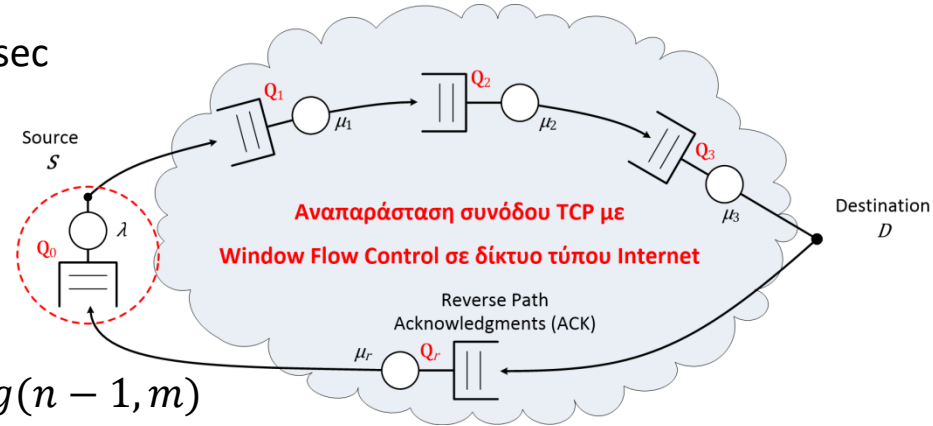 sec
Q1
μ1
Q2
μ2
Q3
μ3
Source
S
λ
Q0
Destination
D
Αναπαράσταση συνόδου TCP με
Window Flow Control σε δίκτυο τύπου Internet
Reverse Path
Acknowledgments (ACK)
μr
Qr
g(n − 1, m)